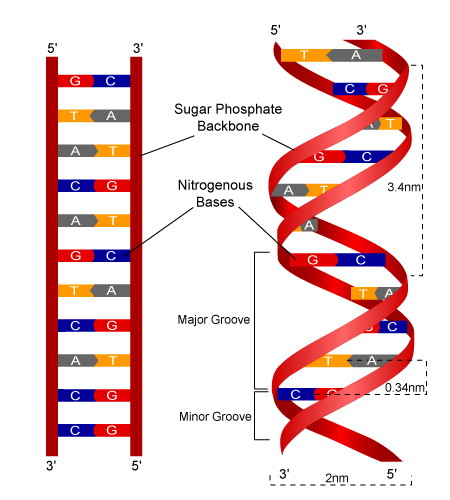 5' 3'
G C
T A
A T
C G
A T
G C
T A
C G
A T
C G
C G
3' 5'
Sugar Phosphate
Backbone
Nitrogenous
Bases
Major Groove
Minor Groove
5' 3'
T A
C G
A T
G C
A T
A
G C
T A
G C
T A
C G
3' 5'
3.4nm
0.34nm
2nm